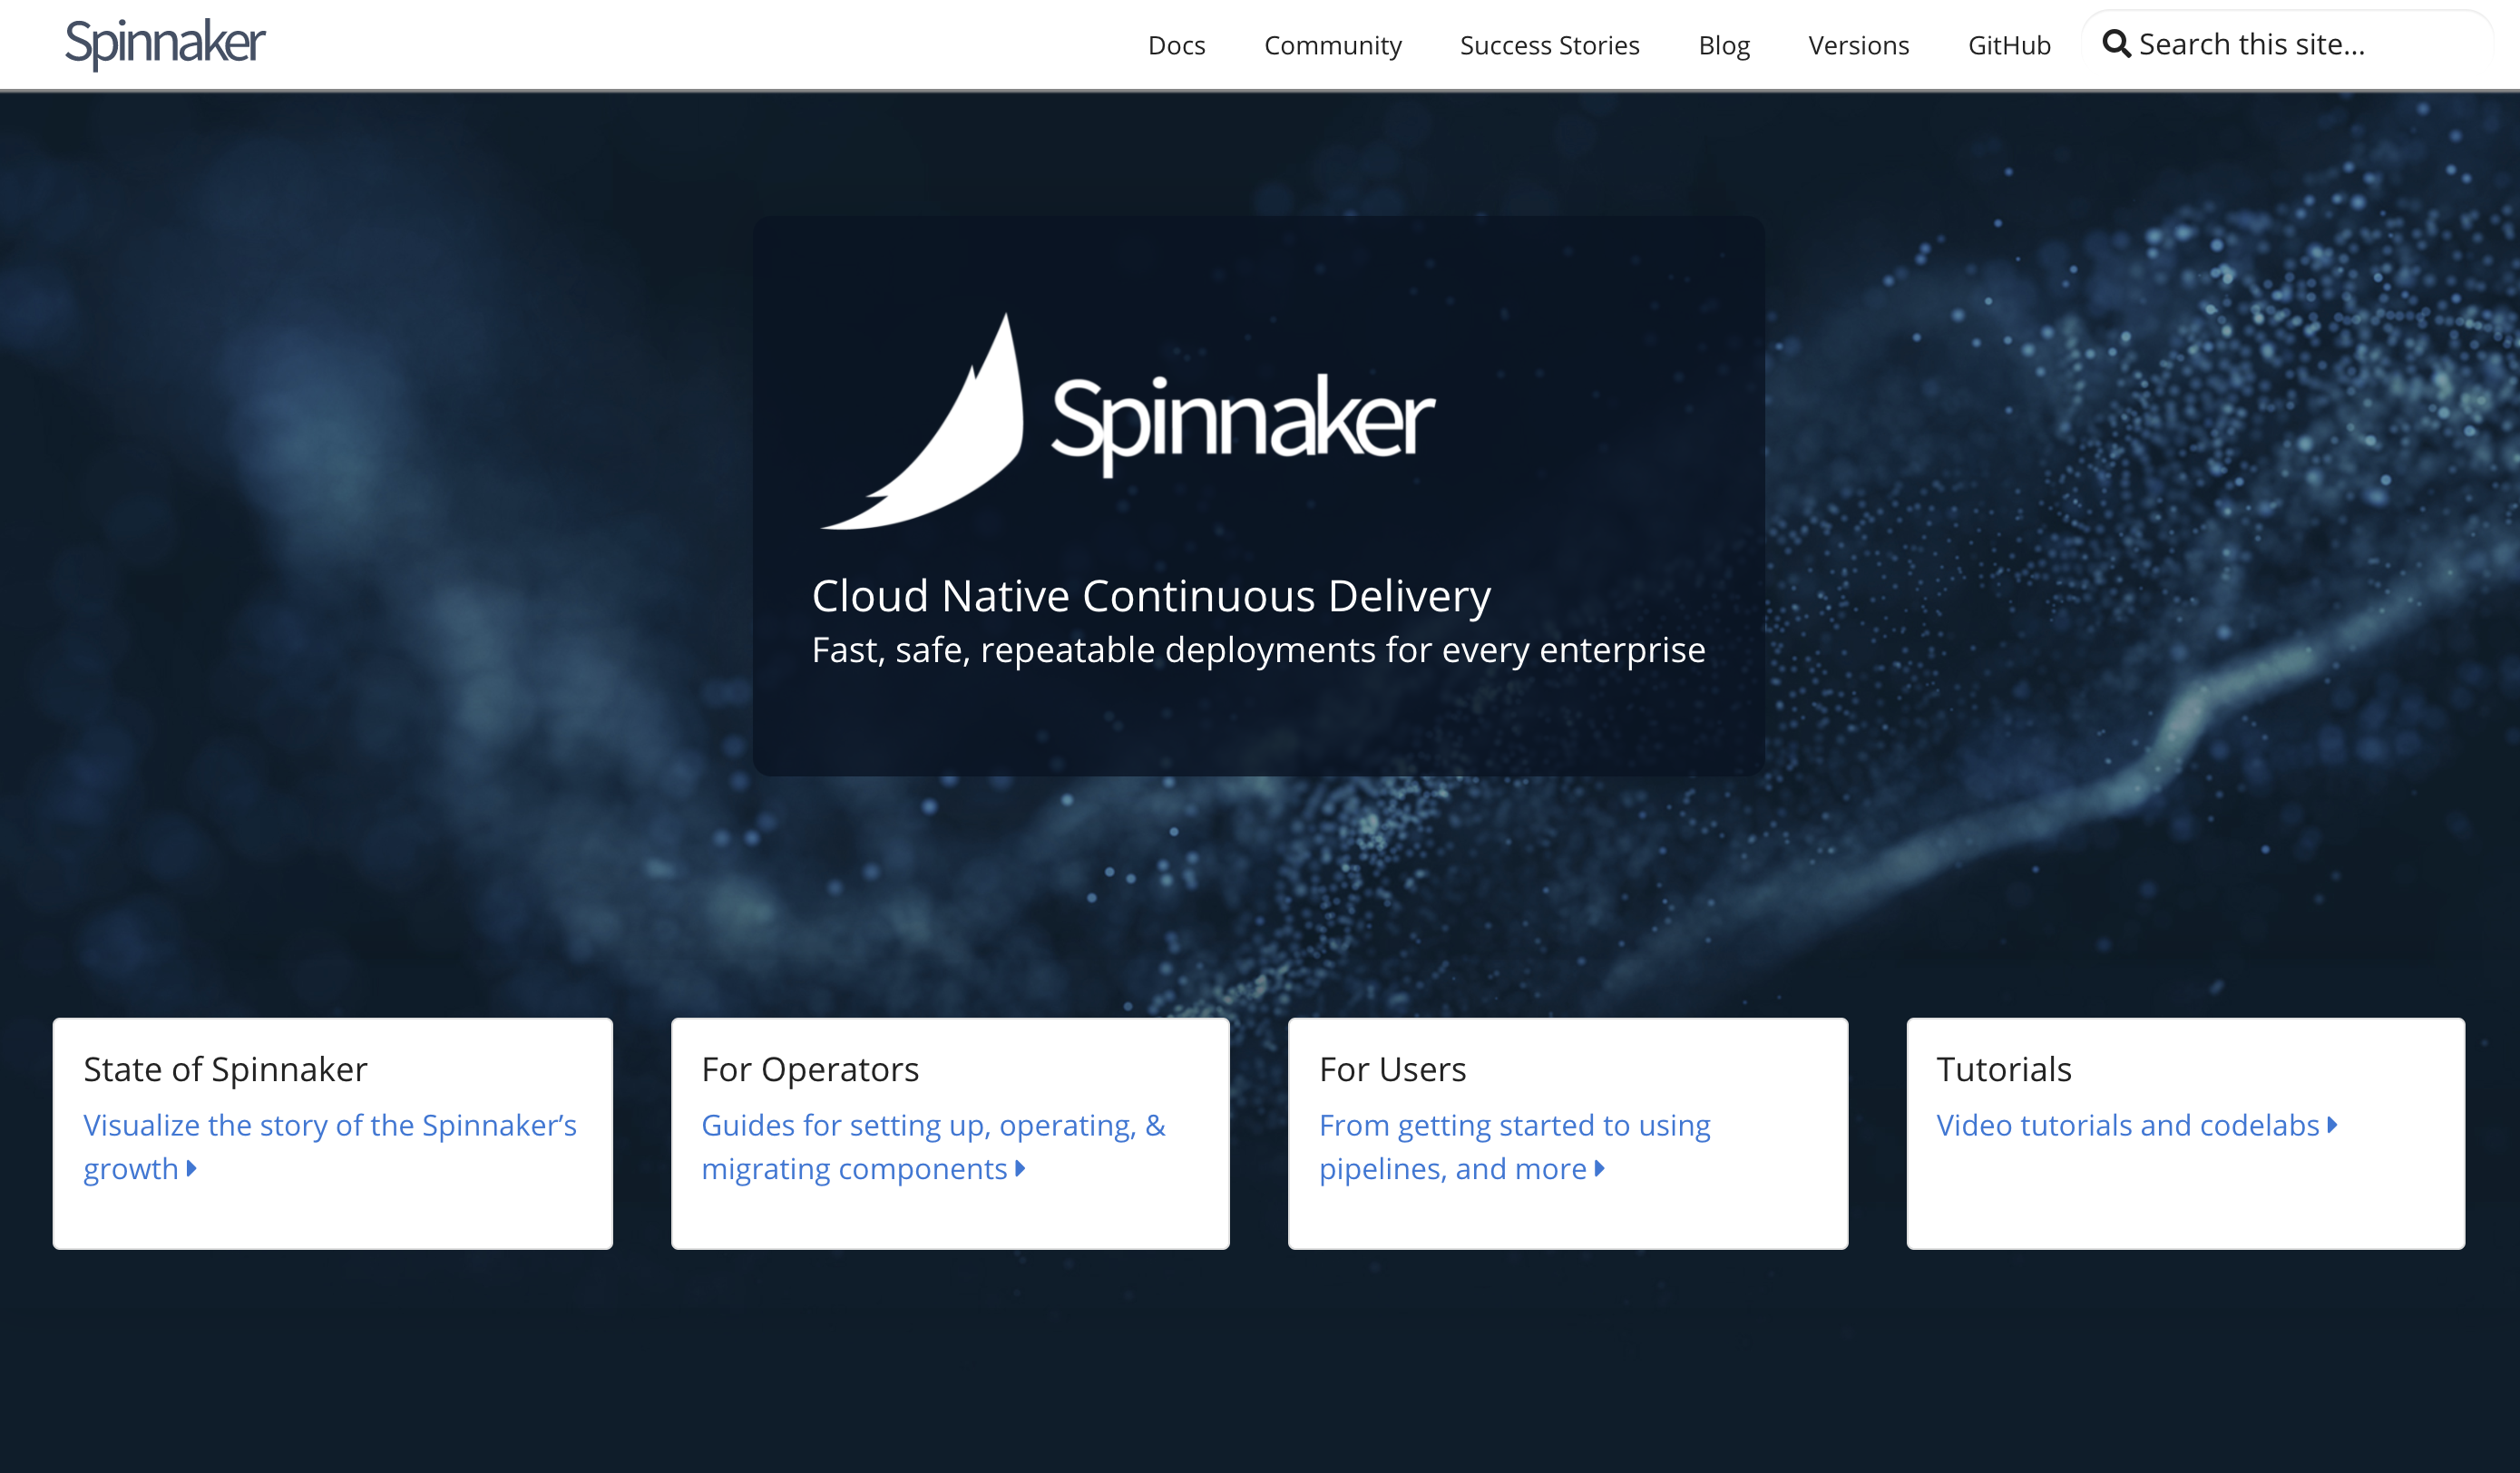 Spinnaker
Docs
Community
Success Stories
Blog
Versions
GitHub
Search this site...
Spinnaker
Cloud Native Continuous Delivery
Fast, safe, repeatable deployments for every enterprise
State of Spinnaker
Visualize the story of the Spinnaker’s
growth
For Operators
Guides for setting up, operating, &
migrating components
For Users
From getting started to using
pipelines, and more
Tutorials
Video tutorials and codelabs